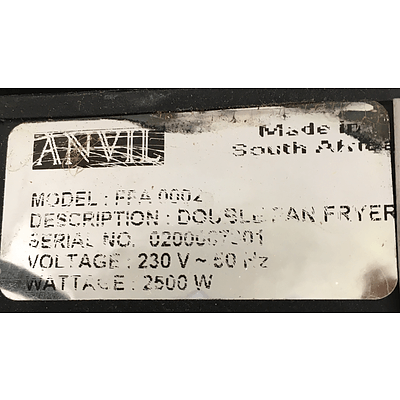 ANVIL
Made in
South Africa
MODEL : FFA 0002
DESCRIPTION : DOUBLE PAN FRYER
SERIAL NO.
VOLTAGE : 230 V ~ 50 Hz
WATTAGE : 2500 W